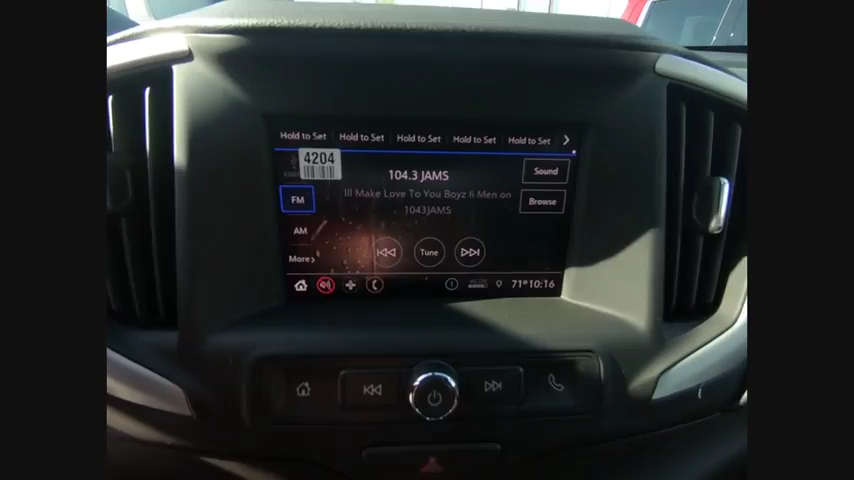 Hold to Set Hold to Set Hold to Set Hold to Set Hold to Set
4204
104.3 JAMS
Sound
Ill Make Love To You Boyz Ii Men on
1043JAMS
FM
Browse
AM
Tune
More
71° 10:16